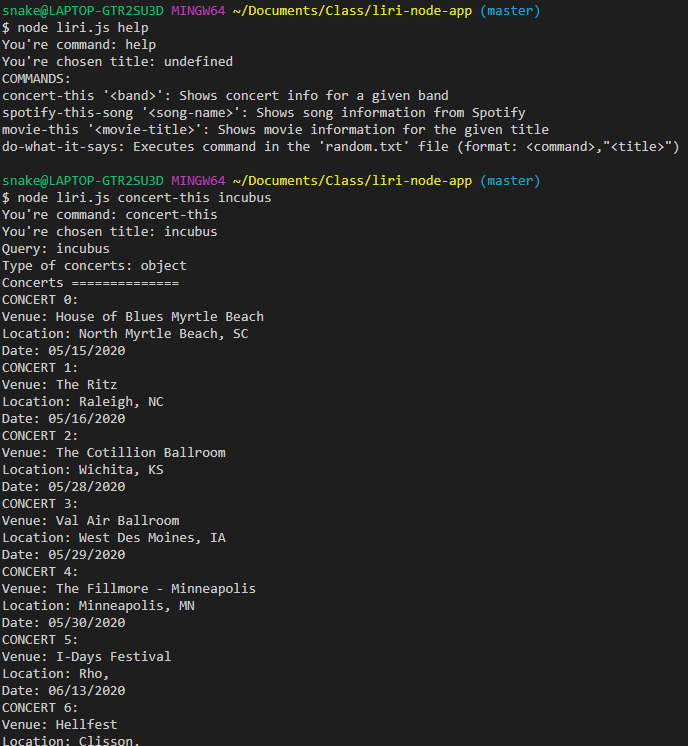 snake@LAPTOP-GTR2SU3D MINGW64 ~/Documents/Class/liri-node-app (master)
$ node liri.js help
You're command: help
You're chosen title: undefined
COMMANDS:
concert-this '<band>': Shows concert info for a given band
spotify-this-song '<song-name>': Shows song information from Spotify
movie-this '<movie-title>': Shows movie information for the given title
do-what-it-says: Executes command in the 'random.txt' file (format: <command>,"<title>")
snake@LAPTOP-GTR2SU3D MINGW64 ~/Documents/Class/liri-node-app (master)
$ node liri.js concert-this incubus
You're command: concert-this
You're chosen title: incubus
Query: incubus
Type of concerts: object
Concerts ==============
CONCERT 0:
Venue: House of Blues Myrtle Beach
Location: North Myrtle Beach, SC
Date: 05/15/2020
CONCERT 1:
Venue: The Ritz
Location: Raleigh, NC
Date: 05/16/2020
CONCERT 2:
Venue: The Cotillion Ballroom
Location: Wichita, KS
Date: 05/28/2020
CONCERT 3:
Venue: Val Air Ballroom
Location: West Des Moines, IA
Date: 05/29/2020
CONCERT 4:
Venue: The Fillmore - Minneapolis
Location: Minneapolis, MN
Date: 05/30/2020
CONCERT 5:
Venue: I-Days Festival
Location: Rho,
Date: 06/13/2020
CONCERT 6:
Venue: Hellfest
Location: Clisson,